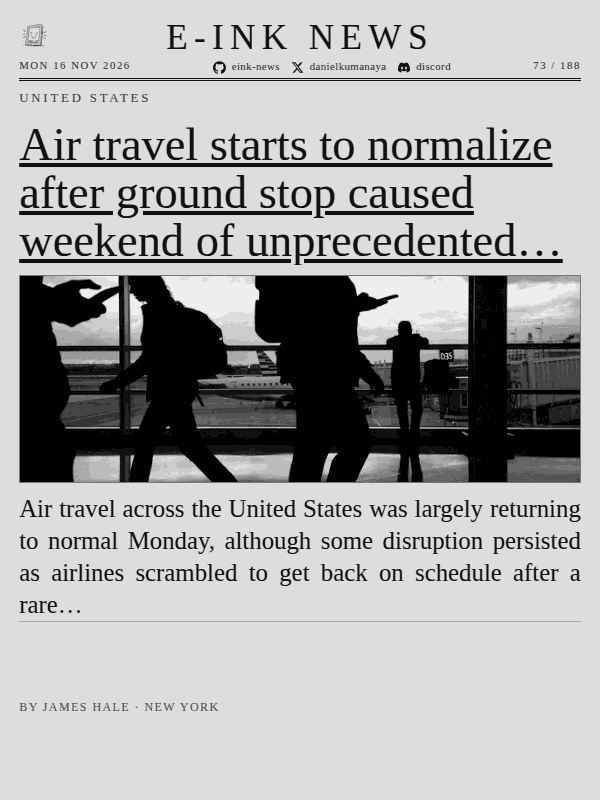 E-INK NEWS
MON 16 NOV 2026
eink-news
danielkumanaya
discord
73 / 188
UNITED STATES
Air travel starts to normalize
after ground stop caused
weekend of unprecedented…
D35
Air travel across the United States was largely returning
to normal Monday, although some disruption persisted
as airlines scrambled to get back on schedule after a
rare…
BY JAMES HALE · NEW YORK